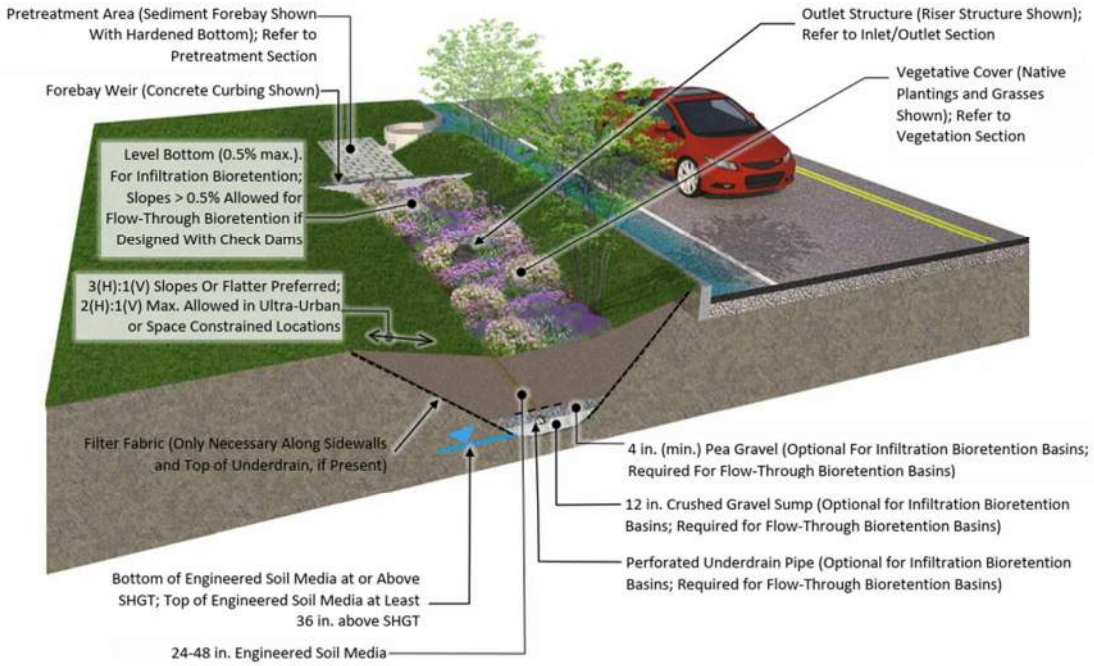 Pretreatment Area (Sediment Forebay Shown
With Hardened Bottom); Refer to
Pretreatment Section
Forebay Weir (Concrete Curbing Shown)
Level Bottom (0.5% max.).
For Infiltration Bioretention;
Slopes > 0.5% Allowed for
Flow-Through Bioretention if
Designed With Check Dams
3(H):1(V) Slopes Or Flatter Preferred;
2(H):1(V) Max. Allowed in Ultra-Urban
or Space Constrained Locations
Filter Fabric (Only Necessary Along Sidewalls
and Top of Underdrain, if Present)
Bottom of Engineered Soil Media at or Above
SHGT; Top of Engineered Soil Media at Least
36 in. above SHGT
24-48 in. Engineered Soil Media
Outlet Structure (Riser Structure Shown);
Refer to Inlet/Outlet Section
Vegetative Cover (Native
Plantings and Grasses
Shown); Refer to
Vegetation Section
4 in. (min.) Pea Gravel (Optional For Infiltration Bioretention Basins;
Required For Flow-Through Bioretention Basins)
12 in. Crushed Gravel Sump (Optional for Infiltration Bioretention
Basins; Required for Flow-Through Bioretention Basins)
Perforated Underdrain Pipe (Optional for Infiltration Bioretention
Basins; Required for Flow-Through Bioretention Basins)